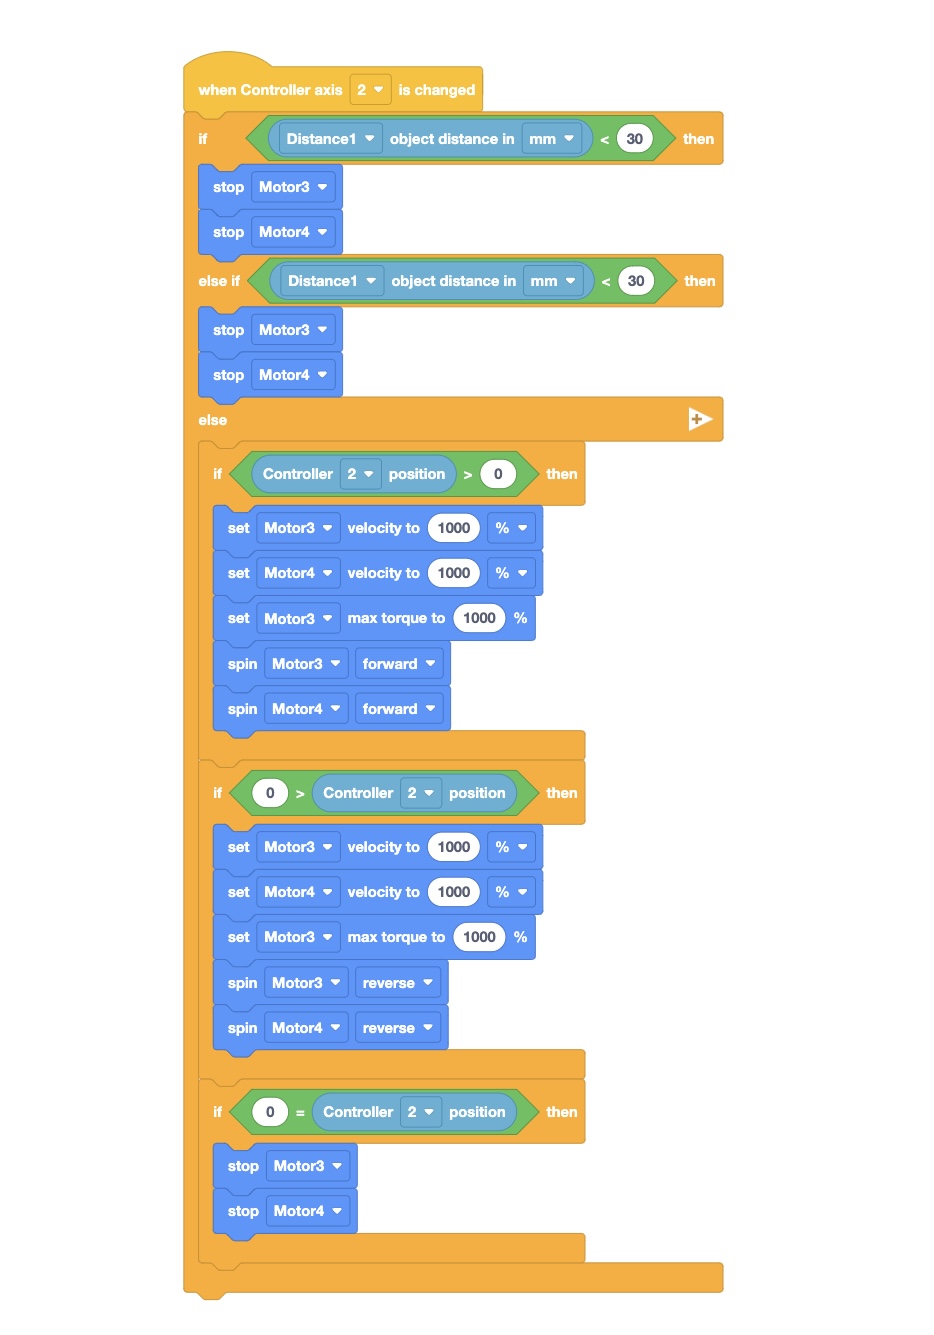 when Controller axis 2 is changed
if Distance1 object distance in mm < 30 then
stop Motor3
stop Motor4
else if Distance1 object distance in mm < 30 then
stop Motor3
stop Motor4
else
if Controller 2 position > 0 then
set Motor3 velocity to 1000 %
set Motor4 velocity to 1000 %
set Motor3 max torque to 1000 %
spin Motor3 forward
spin Motor4 forward
if 0 > Controller 2 position then
set Motor3 velocity to 1000 %
set Motor4 velocity to 1000 %
set Motor3 max torque to 1000 %
spin Motor3 reverse
spin Motor4 reverse
if 0 = Controller 2 position then
stop Motor3
stop Motor4